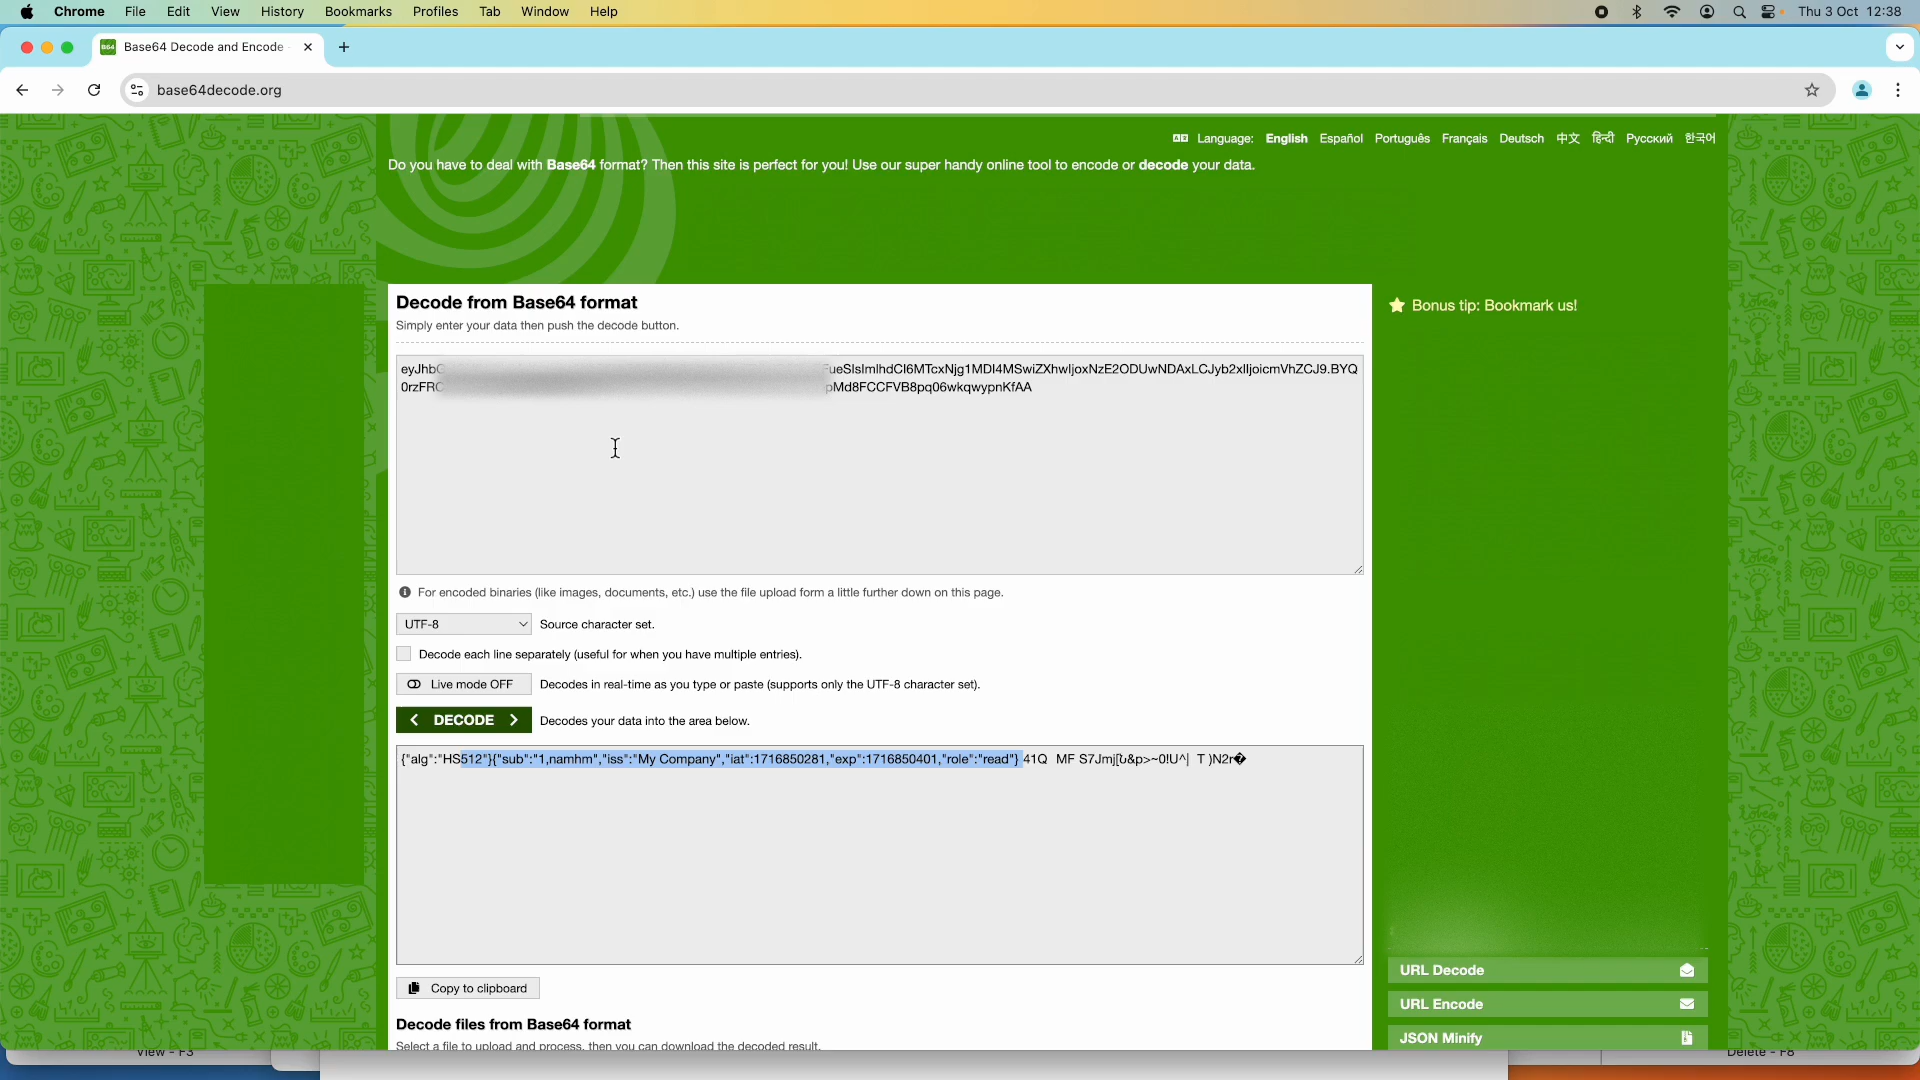 Chrome File Edit View History Bookmarks Profiles Tab Window Help Thu 3 Oct 12:38
Base64 Decode and Encode
base64decode.org
Language: English Español Português Français Deutsch 中文 हिन्दी Русский 한국어
Do you have to deal with Base64 format? Then this site is perfect for you! Use our super handy online tool to encode or decode your data.
Decode from Base64 format
Simply enter your data then push the decode button.
Bonus tip: Bookmark us!
For encoded binaries (like images, documents, etc.) use the file upload form a little further down on this page.
UTF-8 Source character set.
Decode each line separately (useful for when you have multiple entries).
Live mode OFF Decodes in real-time as you type or paste (supports only the UTF-8 character set).
< DECODE > Decodes your data into the area below.
{"alg":"HS512"}{"sub":"1,namhm","iss":"My Company","iat":1716850281,"exp":1716850401,"role":"read"} 41Q MF
Copy to clipboard
URL Decode
URL Encode
JSON Minify
Decode files from Base64 format
Select a file to upload and process, then you can download the decoded result.
View - F3
Delete - F8